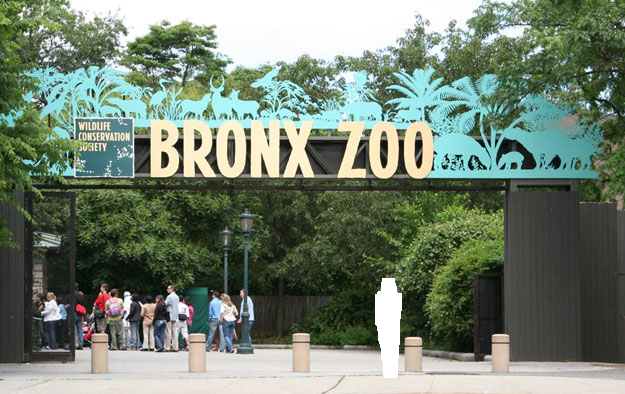 WILDLIFE
CONSERVATION
SOCIETY
BRONX ZOO